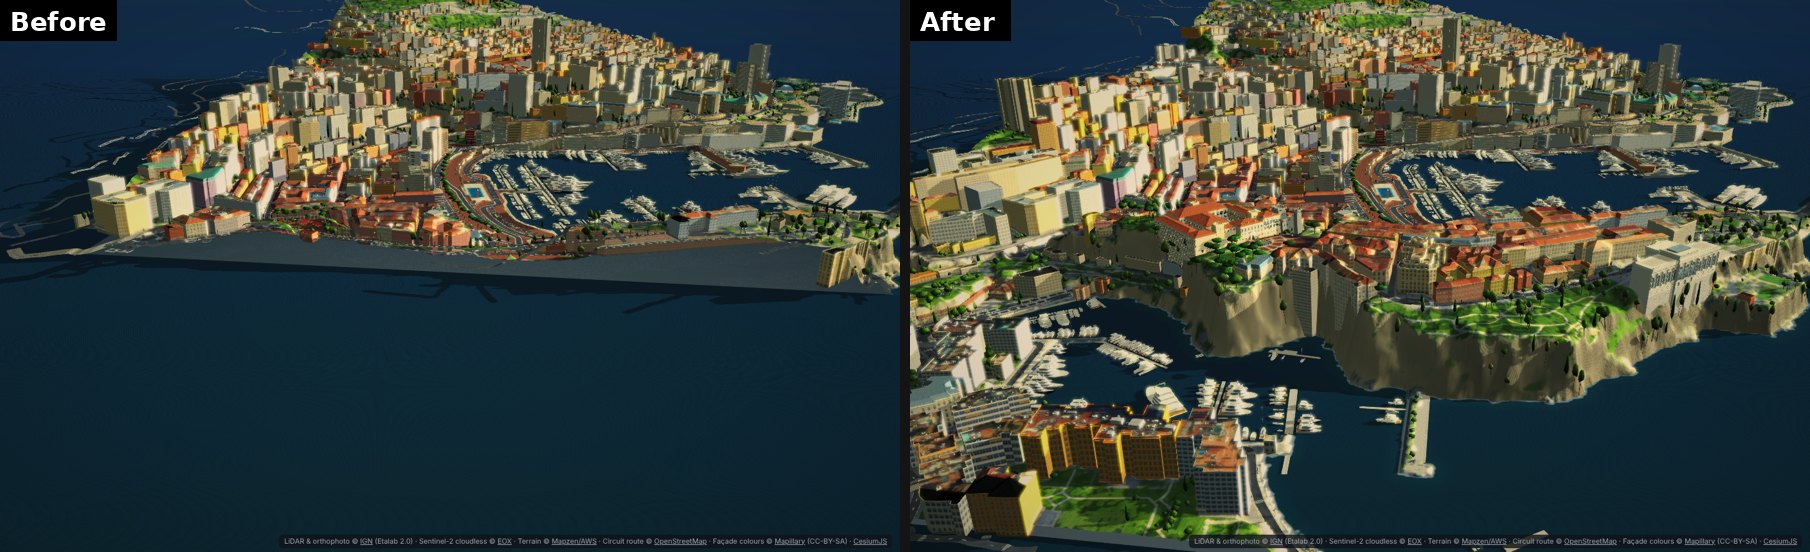 Before
After
LiDAR & orthophoto © IGN (Etalab 2.0) · Sentinel-2 cloudless © EOX · Terrain © Mapzen/AWS · Circuit route © OpenStreetMap · Façade colours © Mapillary (CC-BY-SA) · CesiumJS
LiDAR & orthophoto © IGN (Etalab 2.0) · Sentinel-2 cloudless © EOX · Terrain © Mapzen/AWS · Circuit route © OpenStreetMap · Façade colours © Mapillary (CC-BY-SA) · CesiumJS